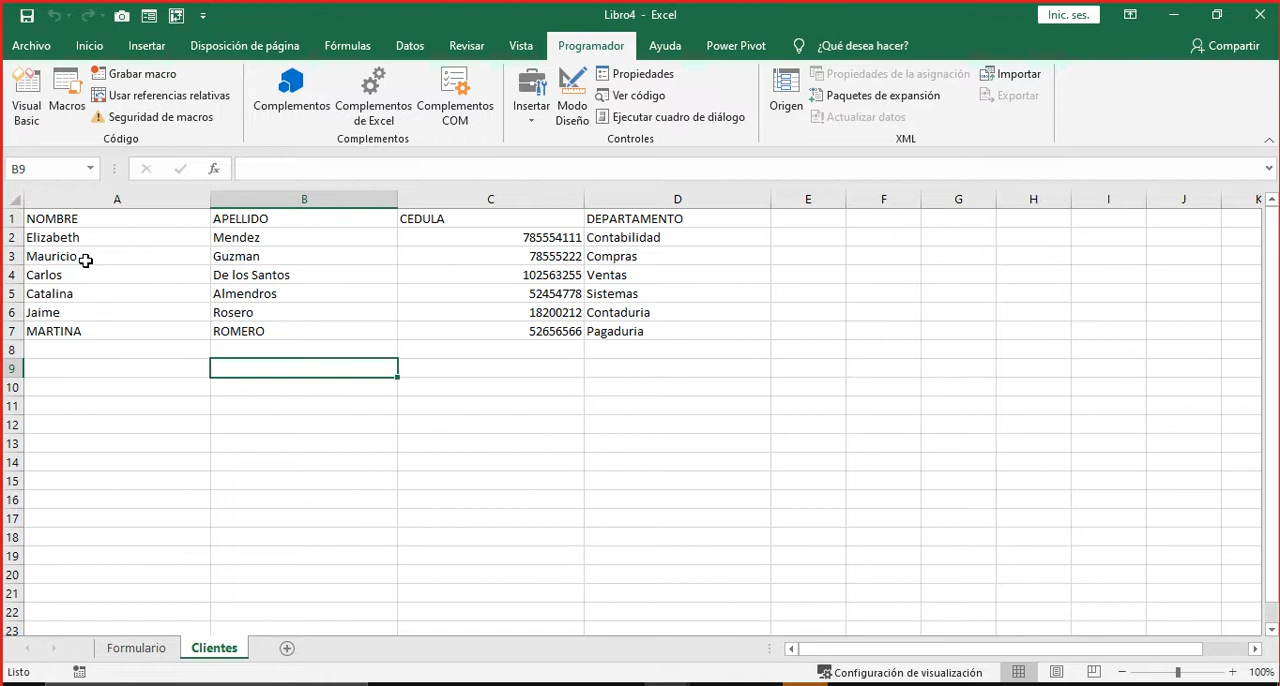 Libro4 - Excel
Inic. ses.
Archivo Inicio Insertar Disposición de página Fórmulas Datos Revisar Vista Programador Ayuda Power Pivot ¿Qué desea hacer? Compartir
Visual Basic
Macros
Grabar macro
Usar referencias relativas
Seguridad de macros
Código
Complementos
Complementos de Excel
Complementos COM
Complementos
Insertar
Modo Diseño
Propiedades
Ver código
Ejecutar cuadro de diálogo
Controles
Origen
Propiedades de la asignación
Paquetes de expansión
Actualizar datos
Importar
Exportar
XML
B9 fx
A B C D E F G H I J K
1 NOMBRE APELLIDO CEDULA DEPARTAMENTO
2 Elizabeth Mendez 785554111 Contabilidad
3 Mauricio Guzman 78555222 Compras
4 Carlos De los Santos 102563255 Ventas
5 Catalina Almendros 52454778 Sistemas
6 Jaime Rosero 18200212 Contaduria
7 MARTINA ROMERO 52656566 Pagaduria
8
9
10
11
12
13
14
15
16
17
18
19
20
21
22
23
Formulario Clientes
Listo Configuración de visualización 100%